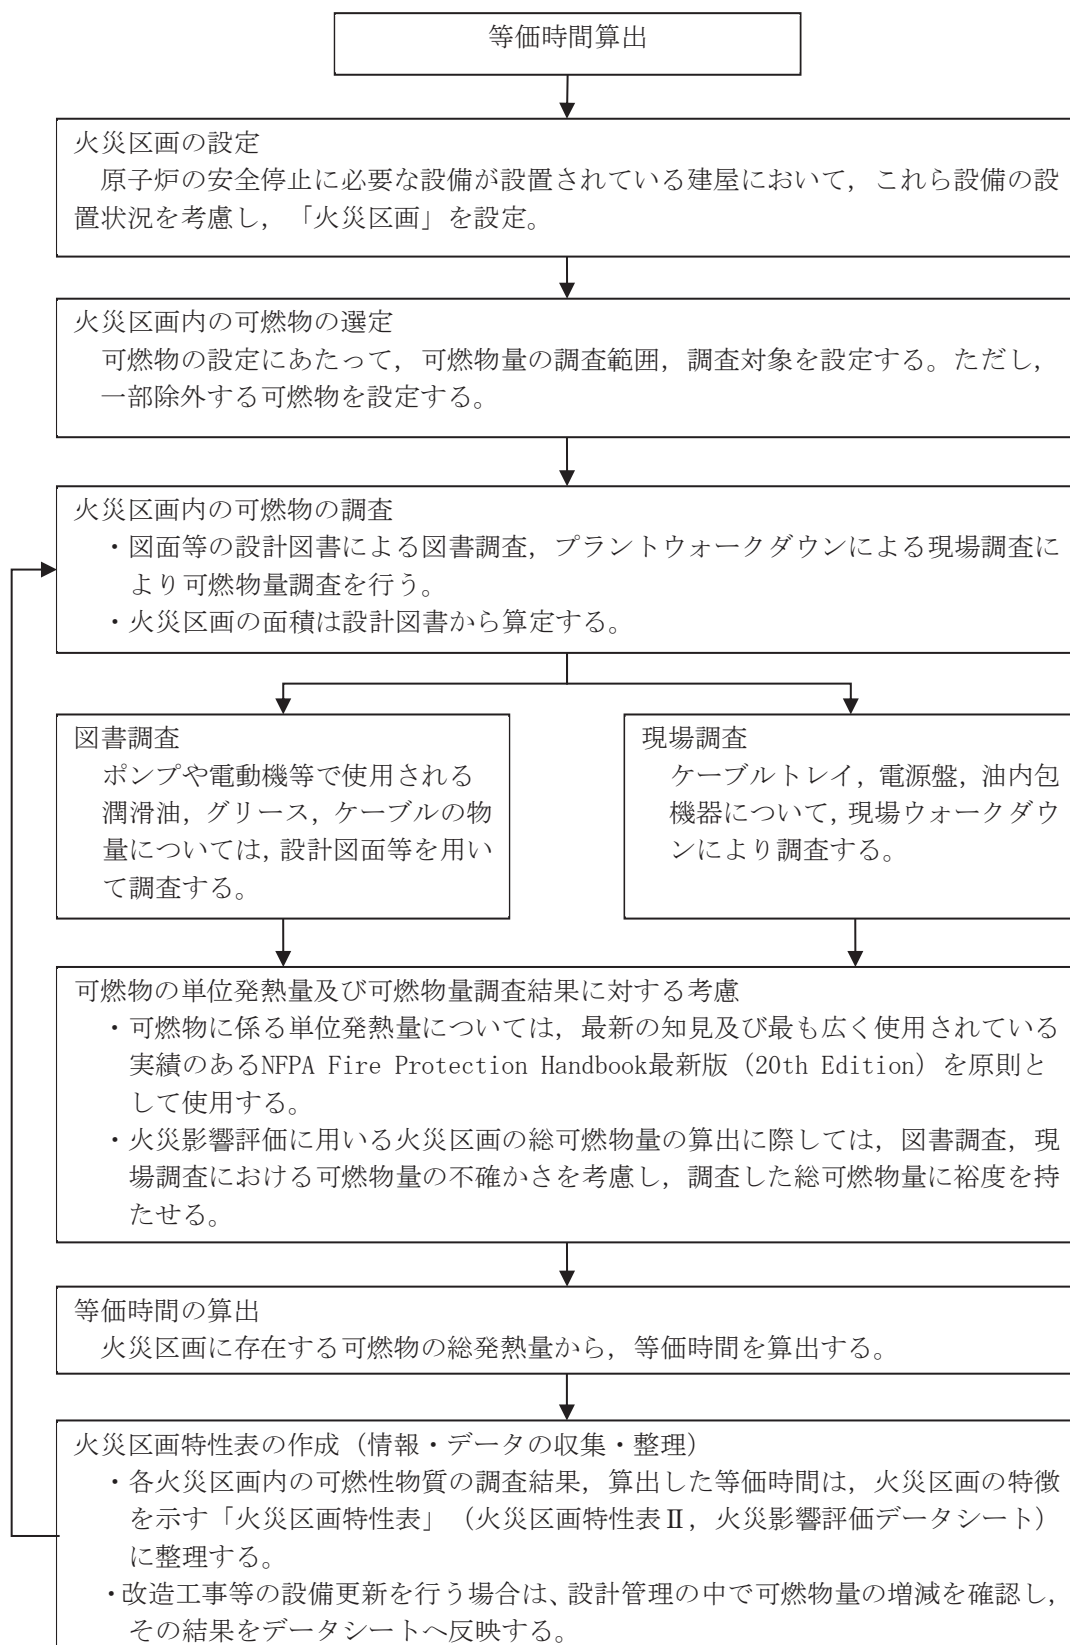 等価時間算出
火災区画の設定
原子炉の安全停止に必要な設備が設置されている建屋において，これら設備の設
置状況を考慮し，「火災区画」を設定。
火災区画内の可燃物の選定
可燃物の設定にあたって，可燃物量の調査範囲，調査対象を設定する。ただし，
一部除外する可燃物を設定する。
火災区画内の可燃物の調査
・図面等の設計図書による図書調査，プラントウォークダウンによる現場調査に
より可燃物量調査を行う。
・火災区画の面積は設計図書から算定する。
図書調査
ポンプや電動機等で使用される
潤滑油，グリース，ケーブルの物
量については，設計図面等を用い
て調査する。
現場調査
ケーブルトレイ，電源盤，油内包
機器について，現場ウォークダウ
ンにより調査する。
可燃物の単位発熱量及び可燃物量調査結果に対する考慮
・可燃物に係る単位発熱量については，最新の知見及び最も広く使用されている
実績のあるNFPA Fire Protection Handbook最新版（20th Edition）を原則と
して使用する。
・火災影響評価に用いる火災区画の総可燃物量の算出に際しては，図書調査，現
場調査における可燃物量の不確かさを考慮し，調査した総可燃物量に裕度を持
たせる。
等価時間の算出
火災区画に存在する可燃物の総発熱量から，等価時間を算出する。
火災区画特性表の作成（情報・データの収集・整理）
・各火災区画内の可燃性物質の調査結果，算出した等価時間は，火災区画の特徴
を示す「火災区画特性表」（火災区画特性表Ⅱ，火災影響評価データシート）
に整理する。
・改造工事等の設備更新を行う場合は、設計管理の中で可燃物量の増減を確認し，
その結果をデータシートへ反映する。